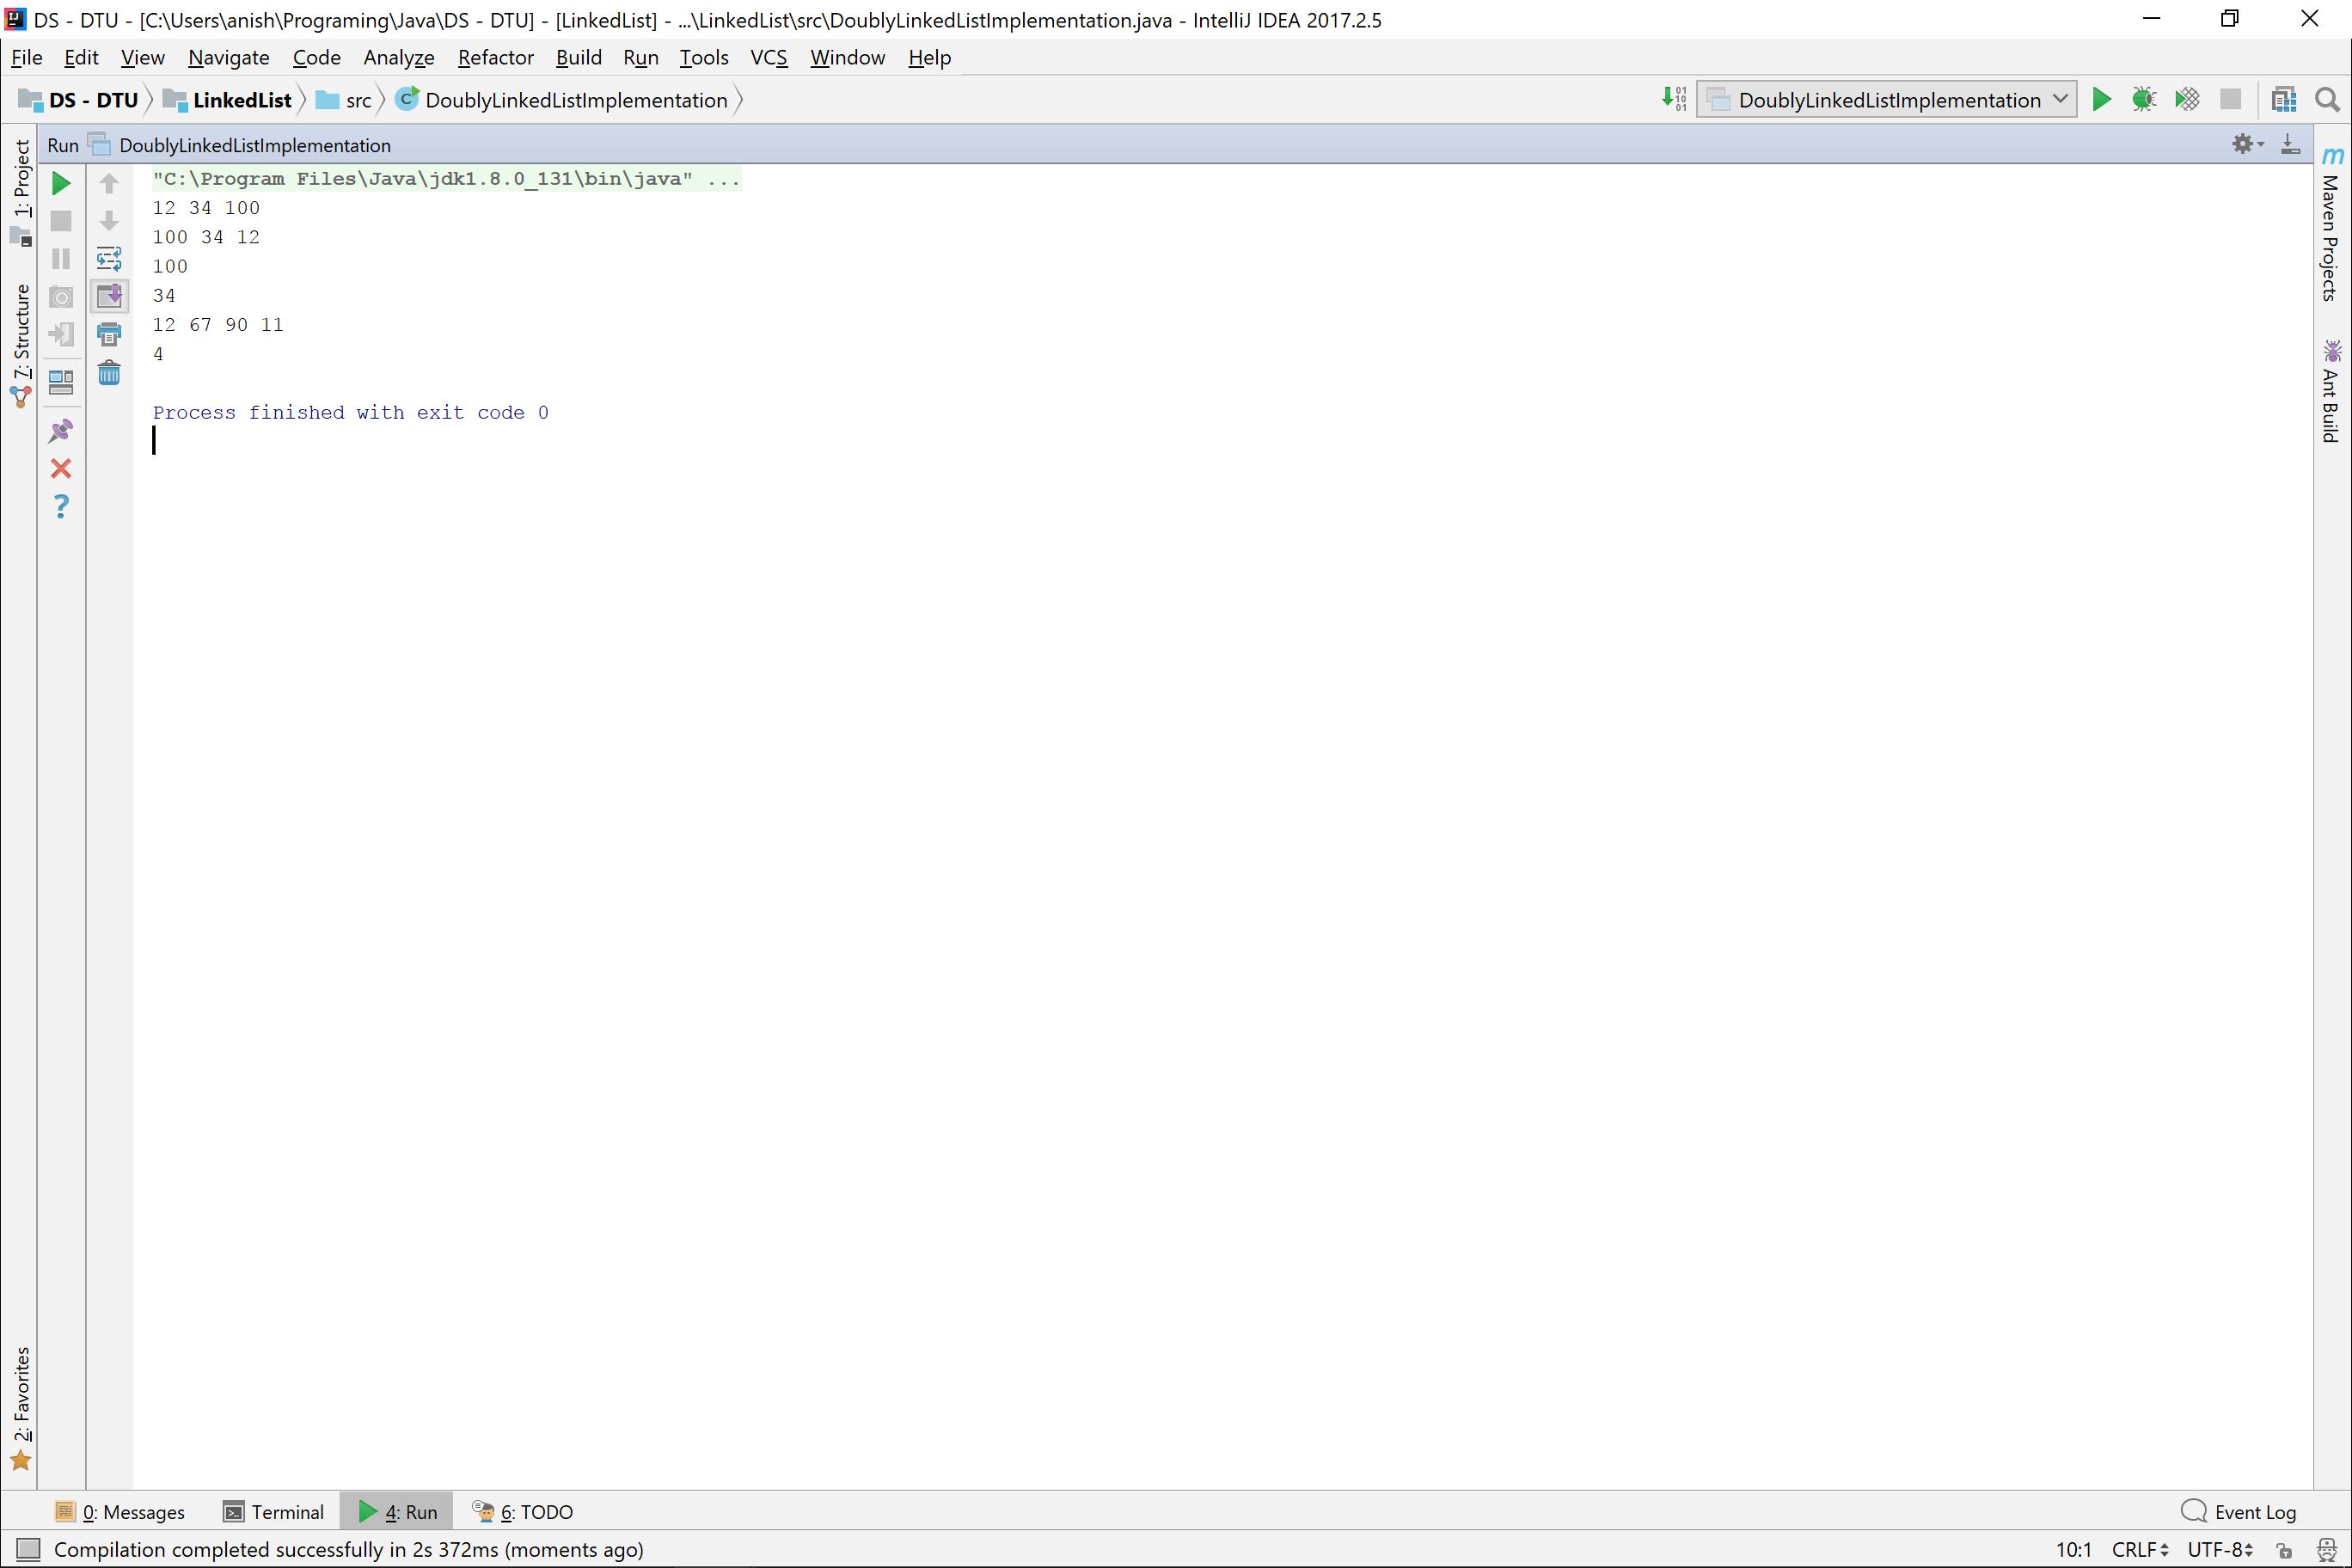 DS - DTU - [C:\Users\anish\Programing\Java\DS - DTU] - [LinkedList] - ...\LinkedList\src\DoublyLinkedListImplementation.java - IntelliJ IDEA 2017.2.5
File Edit View Navigate Code Analyze Refactor Build Run Tools VCS Window Help
DS - DTU LinkedList src DoublyLinkedListImplementation DoublyLinkedListImplementation
Run DoublyLinkedListImplementation
"C:\Program Files\Java\jdk1.8.0_131\bin\java" ...
12 34 100
100 34 12
100
34
12 67 90 11
4
Process finished with exit code 0
1: Project
7: Structure
2: Favorites
Maven Projects
Ant Build
0: Messages Terminal 4: Run 6: TODO Event Log
Compilation completed successfully in 2s 372ms (moments ago) 10:1 CRLF UTF-8